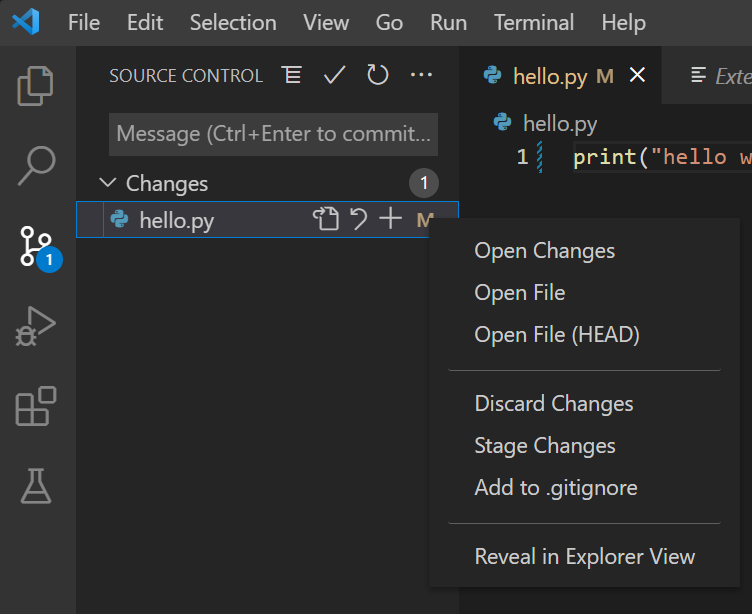 File Edit Selection View Go Run Terminal Help
SOURCE CONTROL
hello.py M
Exte
Message (Ctrl+Enter to commit...
hello.py
1 print("hello w
Changes 1
hello.py M
1
Open Changes
Open File
Open File (HEAD)
Discard Changes
Stage Changes
Add to .gitignore
Reveal in Explorer View